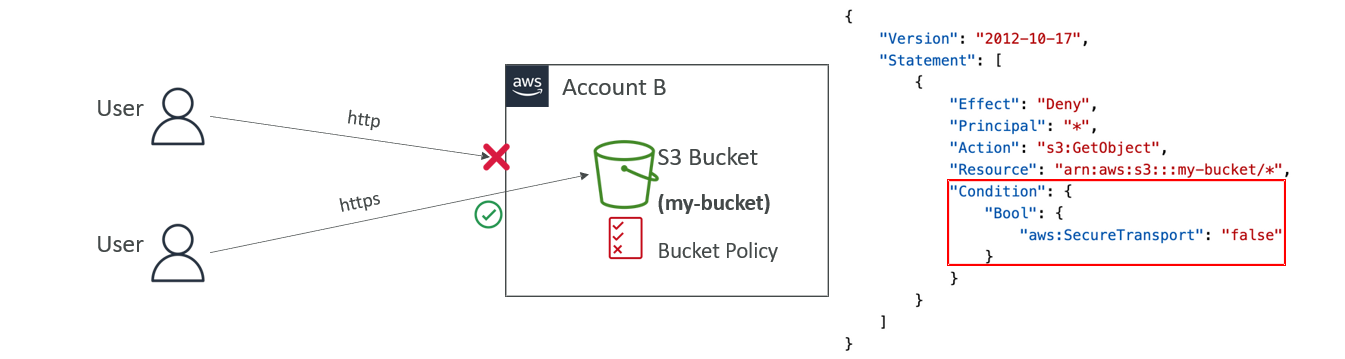 User
http
User
https
aws
Account B
S3 Bucket
(my-bucket)
Bucket Policy
{
    "Version": "2012-10-17",
    "Statement": [
        {
            "Effect": "Deny",
            "Principal": "*",
            "Action": "s3:GetObject",
            "Resource": "arn:aws:s3:::my-bucket/*",
            "Condition": {
                "Bool": {
                    "aws:SecureTransport": "false"
                }
            }
        }
    ]
}